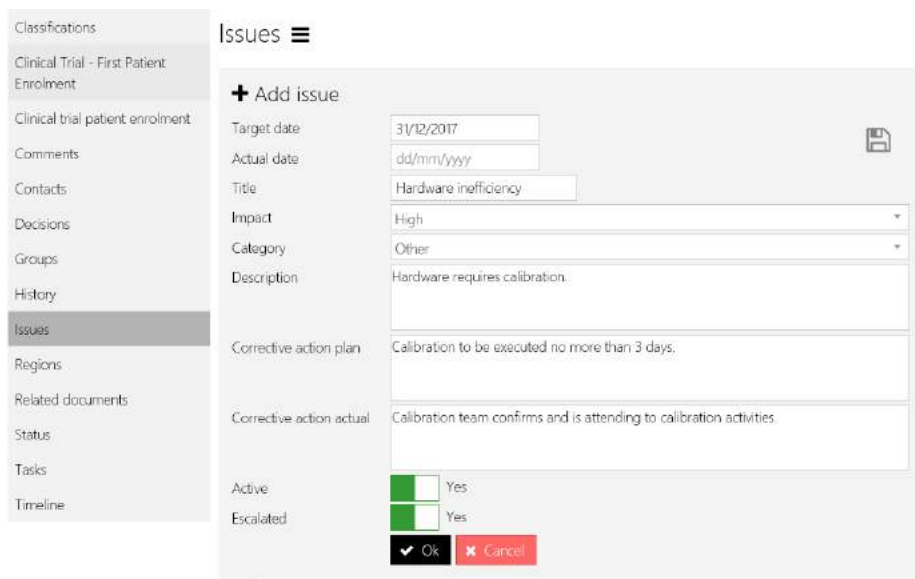 Classifications
Clinical Trial - First Patient
Enrolment
Clinical trial patient enrolment
Comments
Contacts
Decisions
Groups
History
Issues
Regions
Related documents
Status
Tasks
Timeline
Issues
Add issue
Target date 31/12/2017
Actual date dd/mm/yyyy
Title Hardware inefficiency
Impact High
Category Other
Description Hardware requires calibration.
Corrective action plan Calibration to be executed no more than 3 days.
Corrective action actual Calibration team confirms and is attending to calibration activities.
Active Yes
Escalated Yes
Ok Cancel